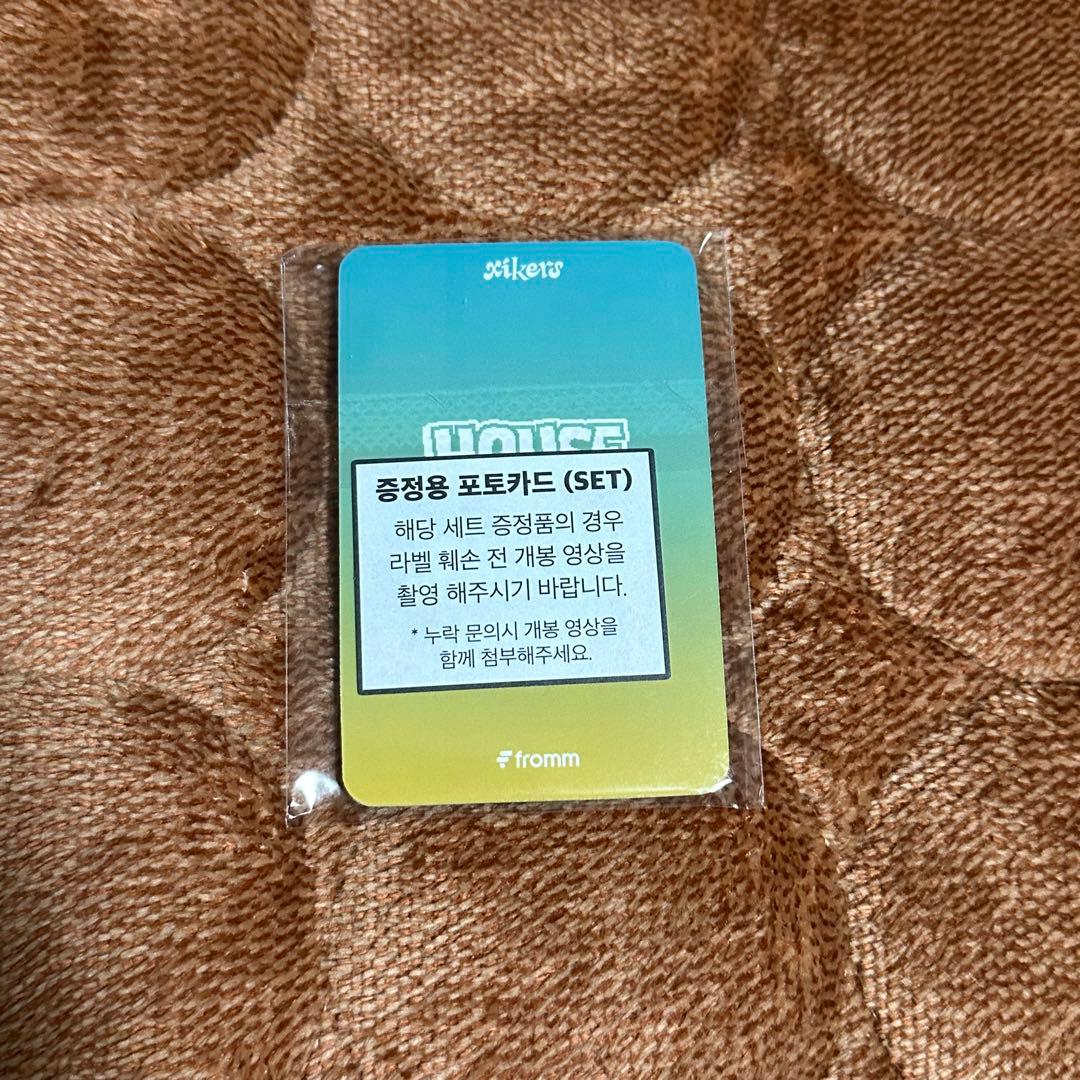 xikers
HOUSE
증정용 포토카드 (SET)
해당 세트 증정품의 경우
라벨 훼손 전 개봉 영상을
촬영 해주시기 바랍니다.
* 누락 문의시 개봉 영상을
함께 첨부해주세요.
fromm